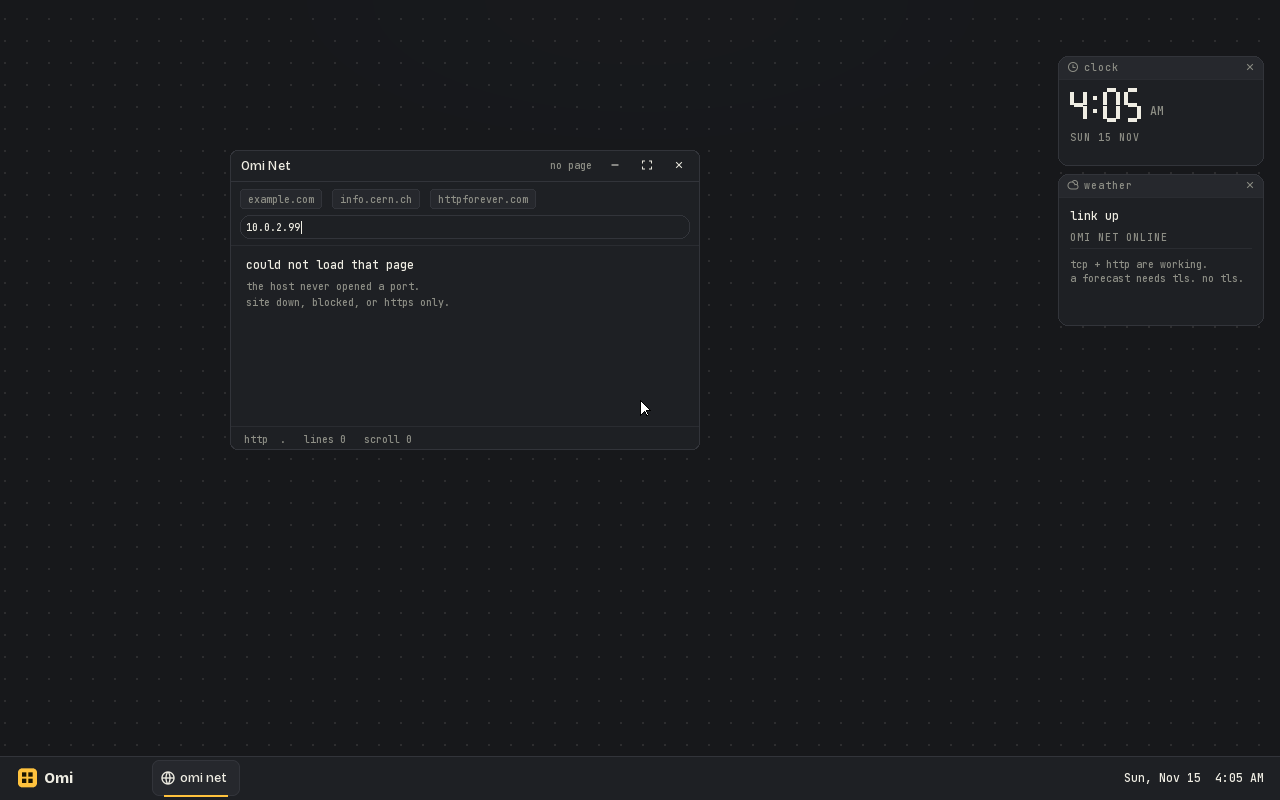 Omi Net
no page
example.com
info.cern.ch
httpforever.com
10.0.2.99
could not load that page
the host never opened a port.
site down, blocked, or https only.
http . lines 0 scroll 0
clock
4:05 AM
SUN 15 NOV
weather
link up
OMI NET ONLINE
tcp + http are working.
a forecast needs tls. no tls.
Omi
omi net
Sun, Nov 15 4:05 AM